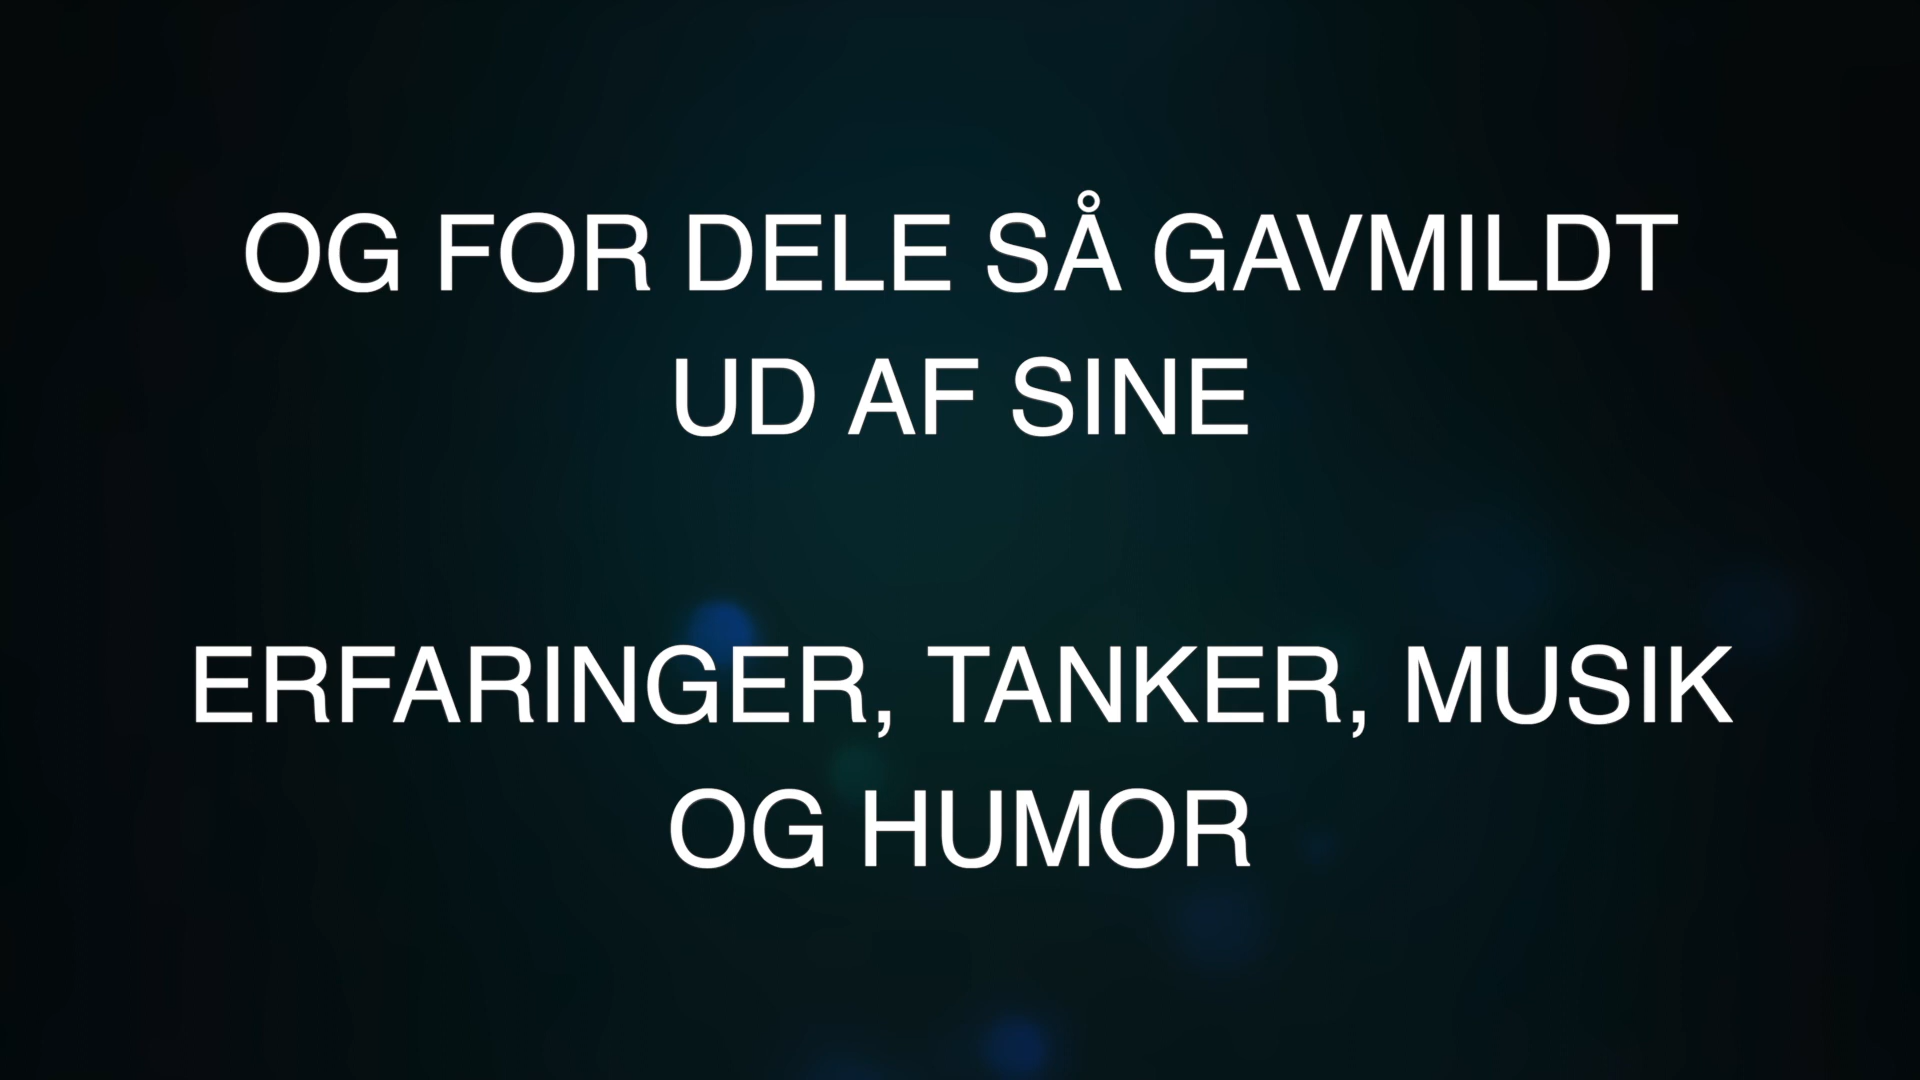 OG FOR DELE SÅ GAVMILDT
UD AF SINE
ERFARINGER, TANKER, MUSIK
OG HUMOR